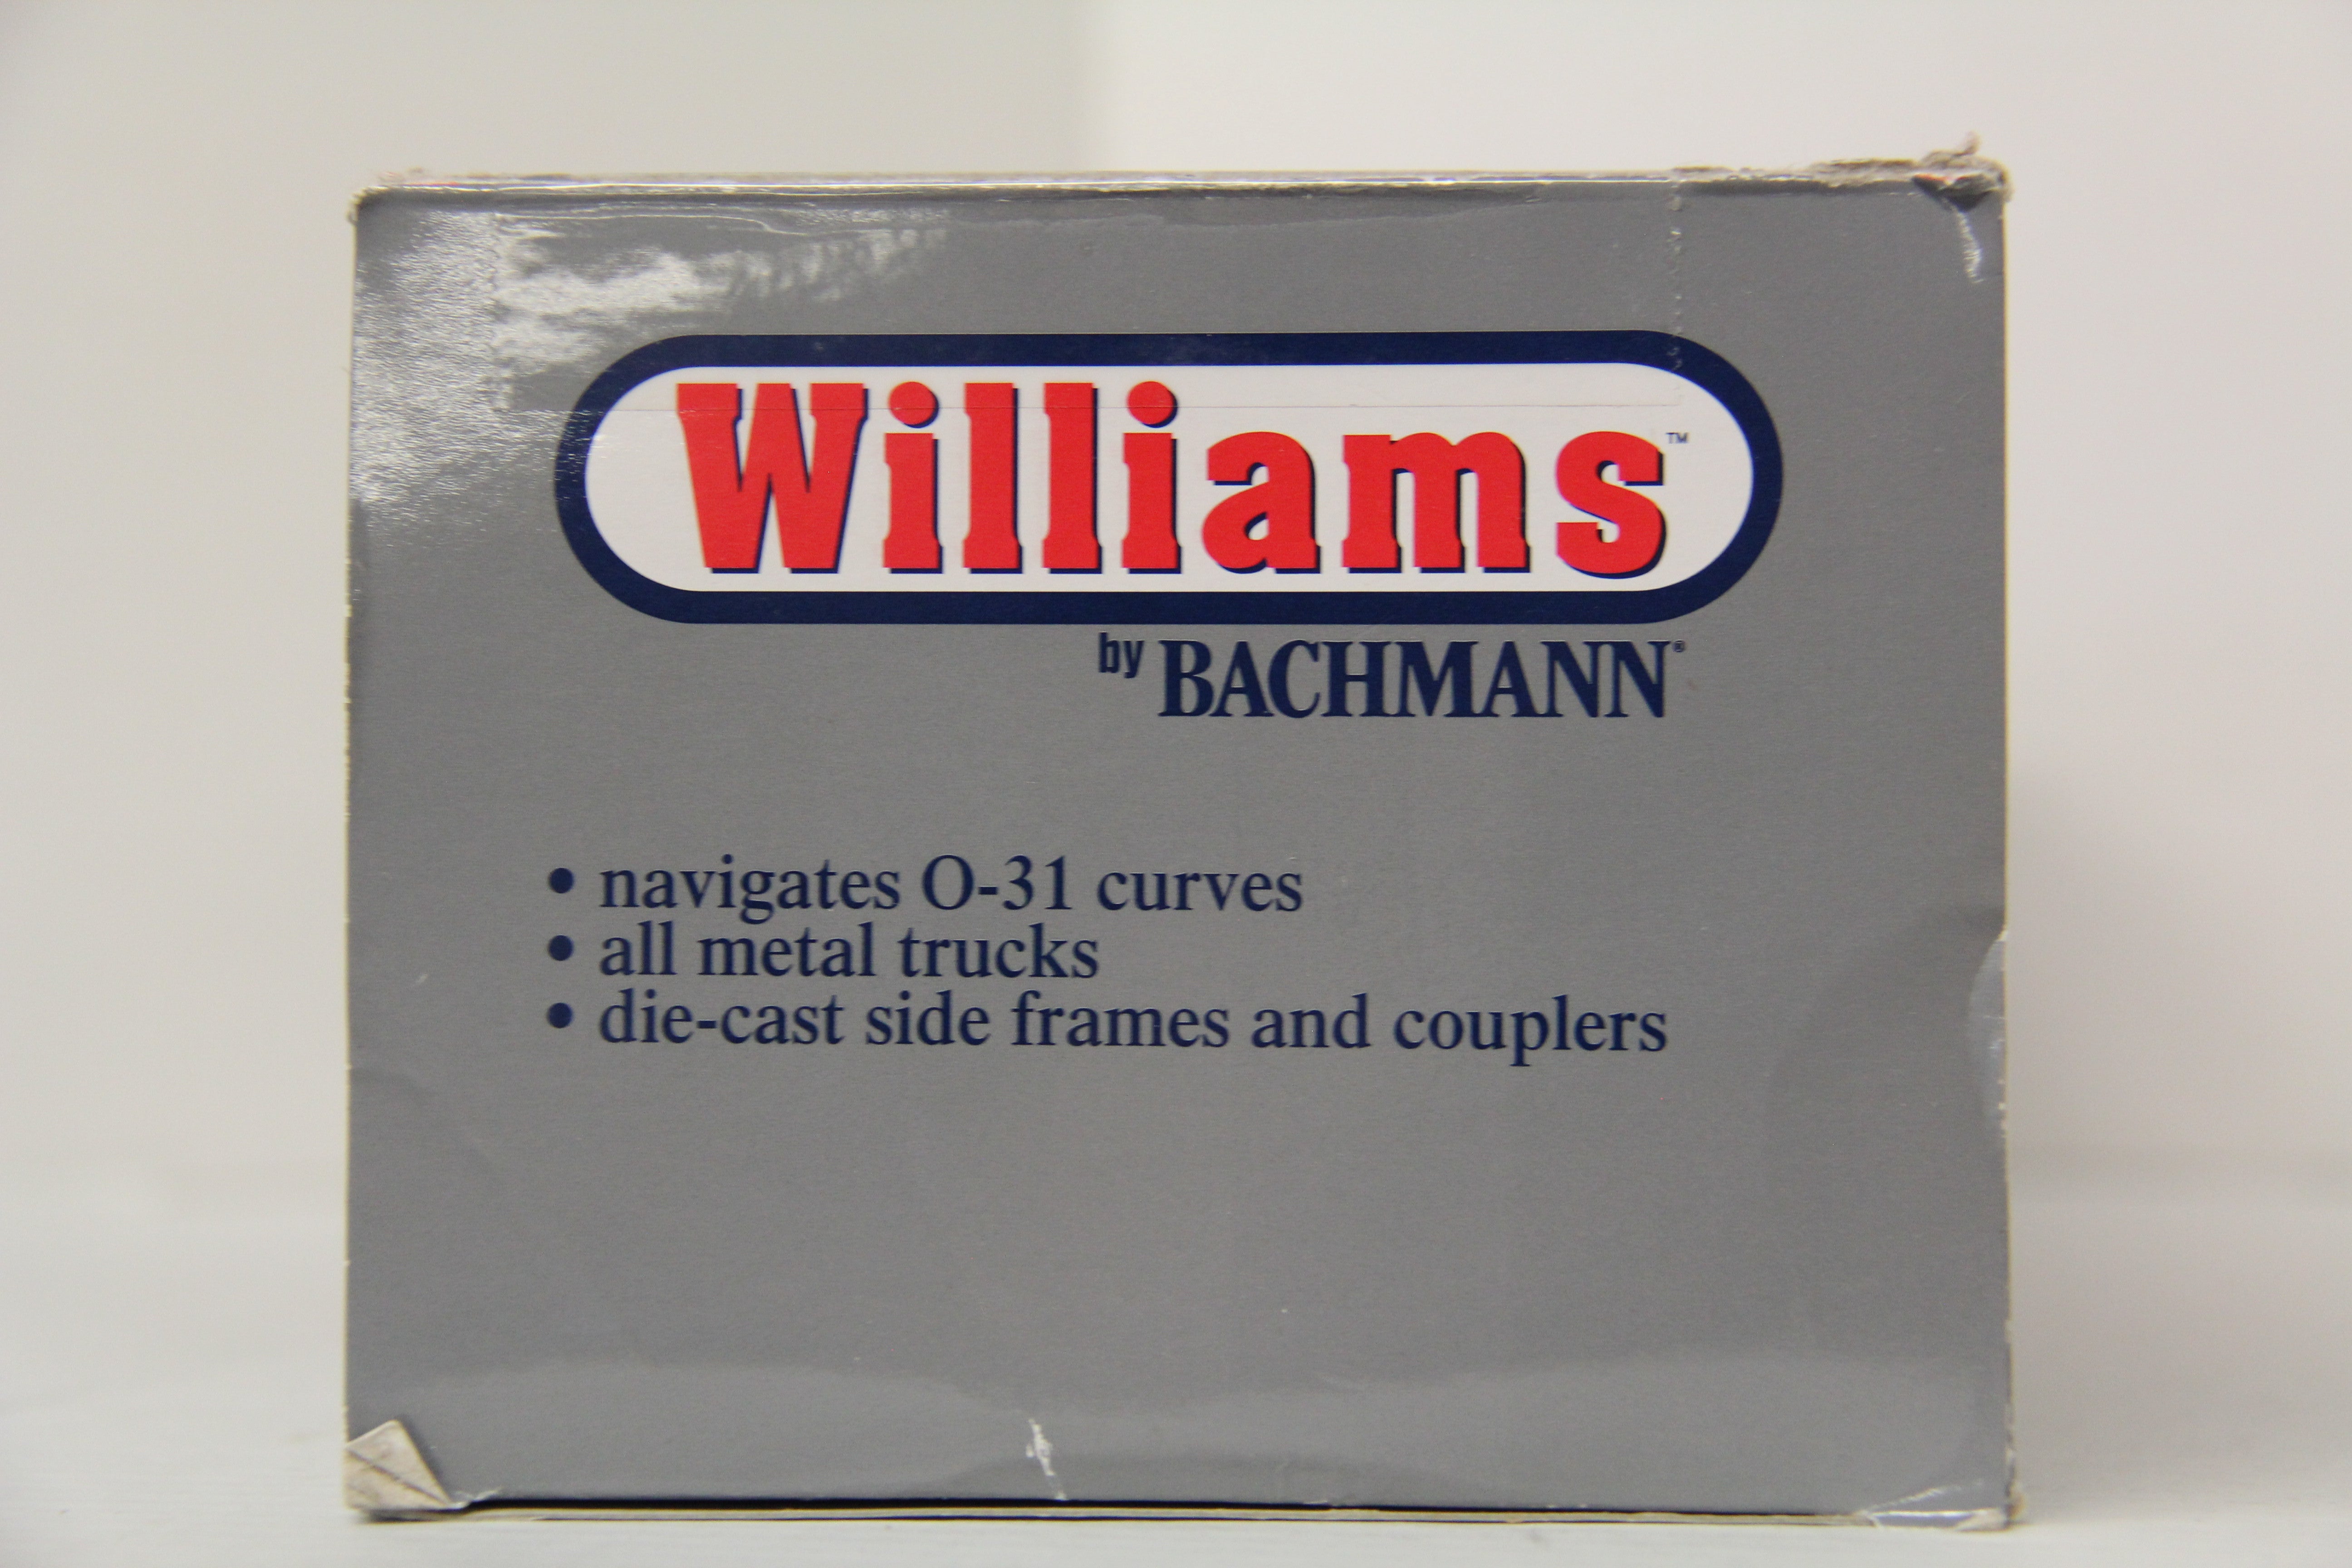 Williams™
by BACHMANN®
• navigates O-31 curves
• all metal trucks
• die-cast side frames and couplers